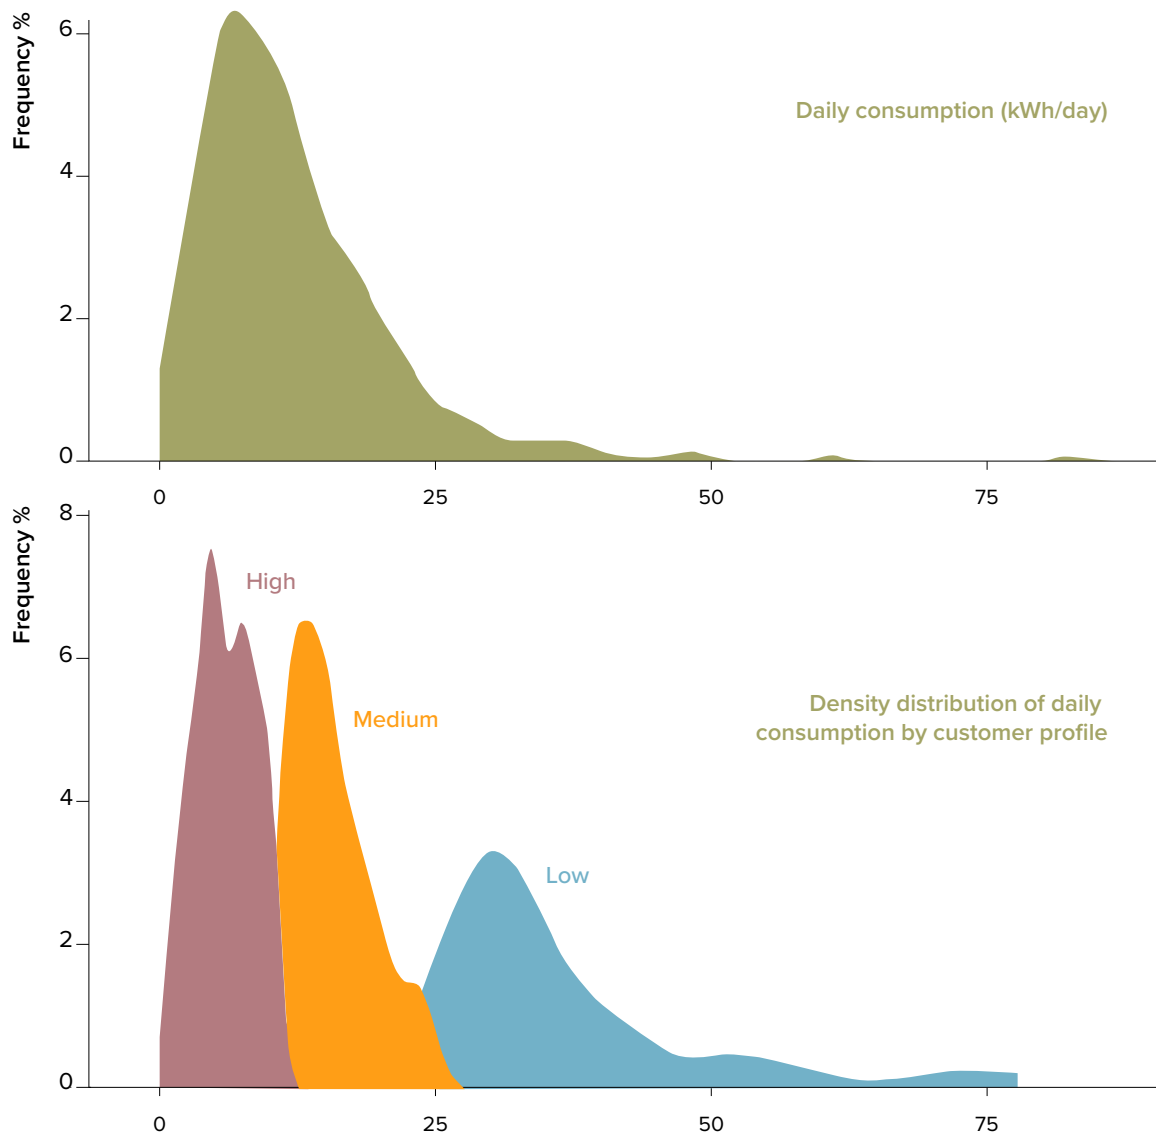 Frequency %
6
4
2
0
Daily consumption (kWh/day)
0 25 50 75
Frequency %
8
6
4
2
0
High
Medium
Low
Density distribution of daily
consumption by customer profile
0 25 50 75